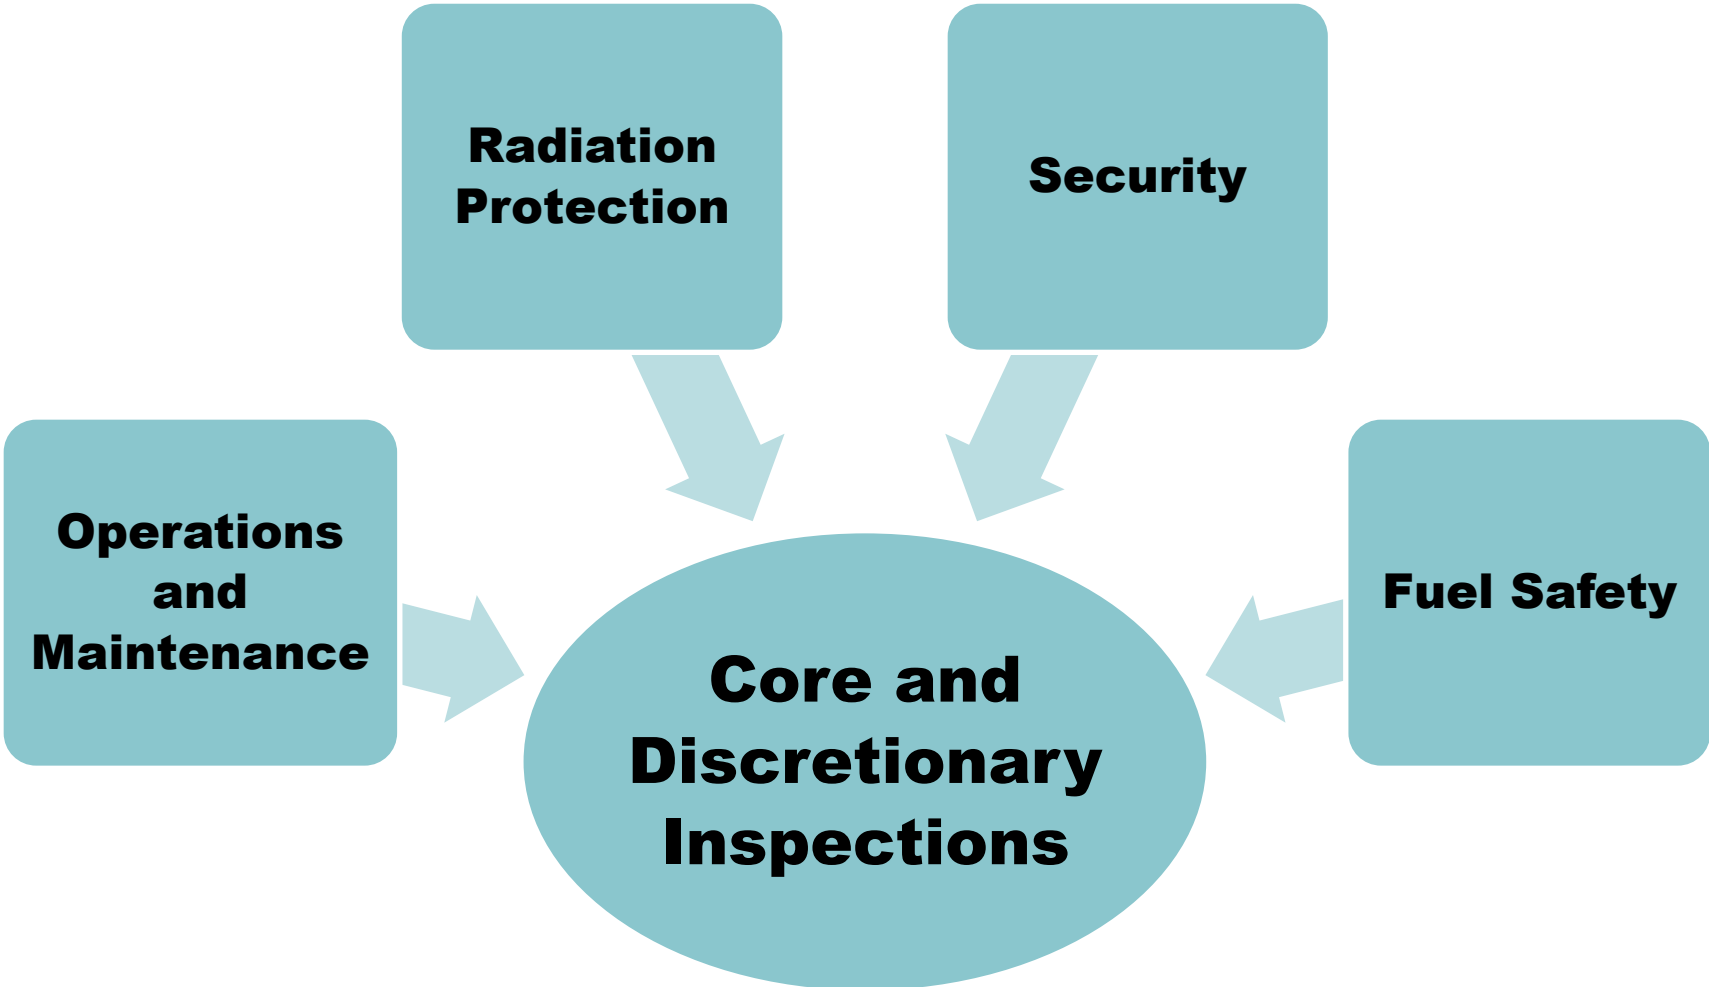 Radiation
Protection
Security
Operations
and
Maintenance
Fuel Safety
Core and
Discretionary
Inspections